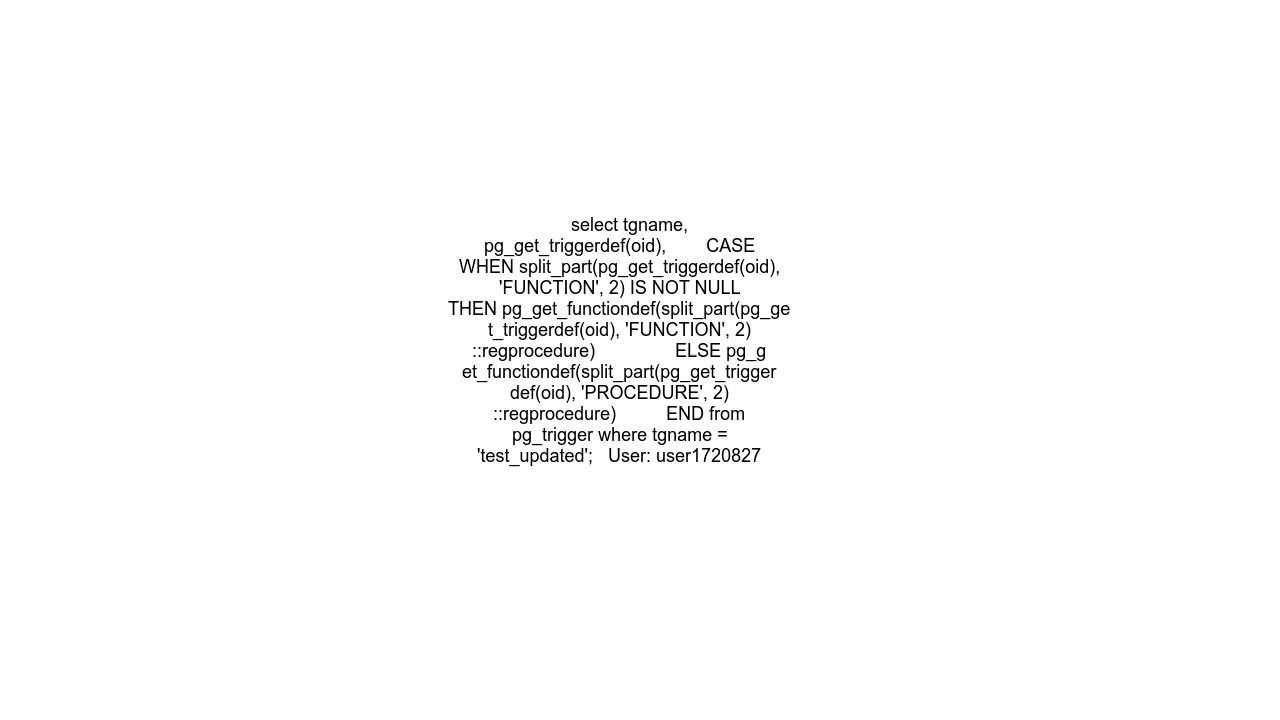 select tgname,
pg_get_triggerdef(oid),        CASE
WHEN split_part(pg_get_triggerdef(oid),
'FUNCTION', 2) IS NOT NULL
THEN pg_get_functiondef(split_part(pg_ge
t_triggerdef(oid), 'FUNCTION', 2)
::regprocedure)                ELSE pg_g
et_functiondef(split_part(pg_get_trigger
def(oid), 'PROCEDURE', 2)
::regprocedure)          END from
pg_trigger where tgname =
'test_updated';   User: user1720827